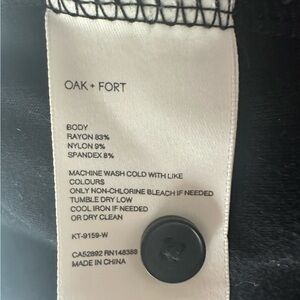 OAK + FORT
BODY
RAYON 83%
NYLON 9%
SPANDEX 8%
MACHINE WASH COLD WITH LIKE
COLOURS
ONLY NON-CHLORINE BLEACH IF NEEDED
TUMBLE DRY LOW
COOL IRON IF NEEDED
OR DRY CLEAN
KT-9159-W
CA52892 RN148388
MADE IN CHINA